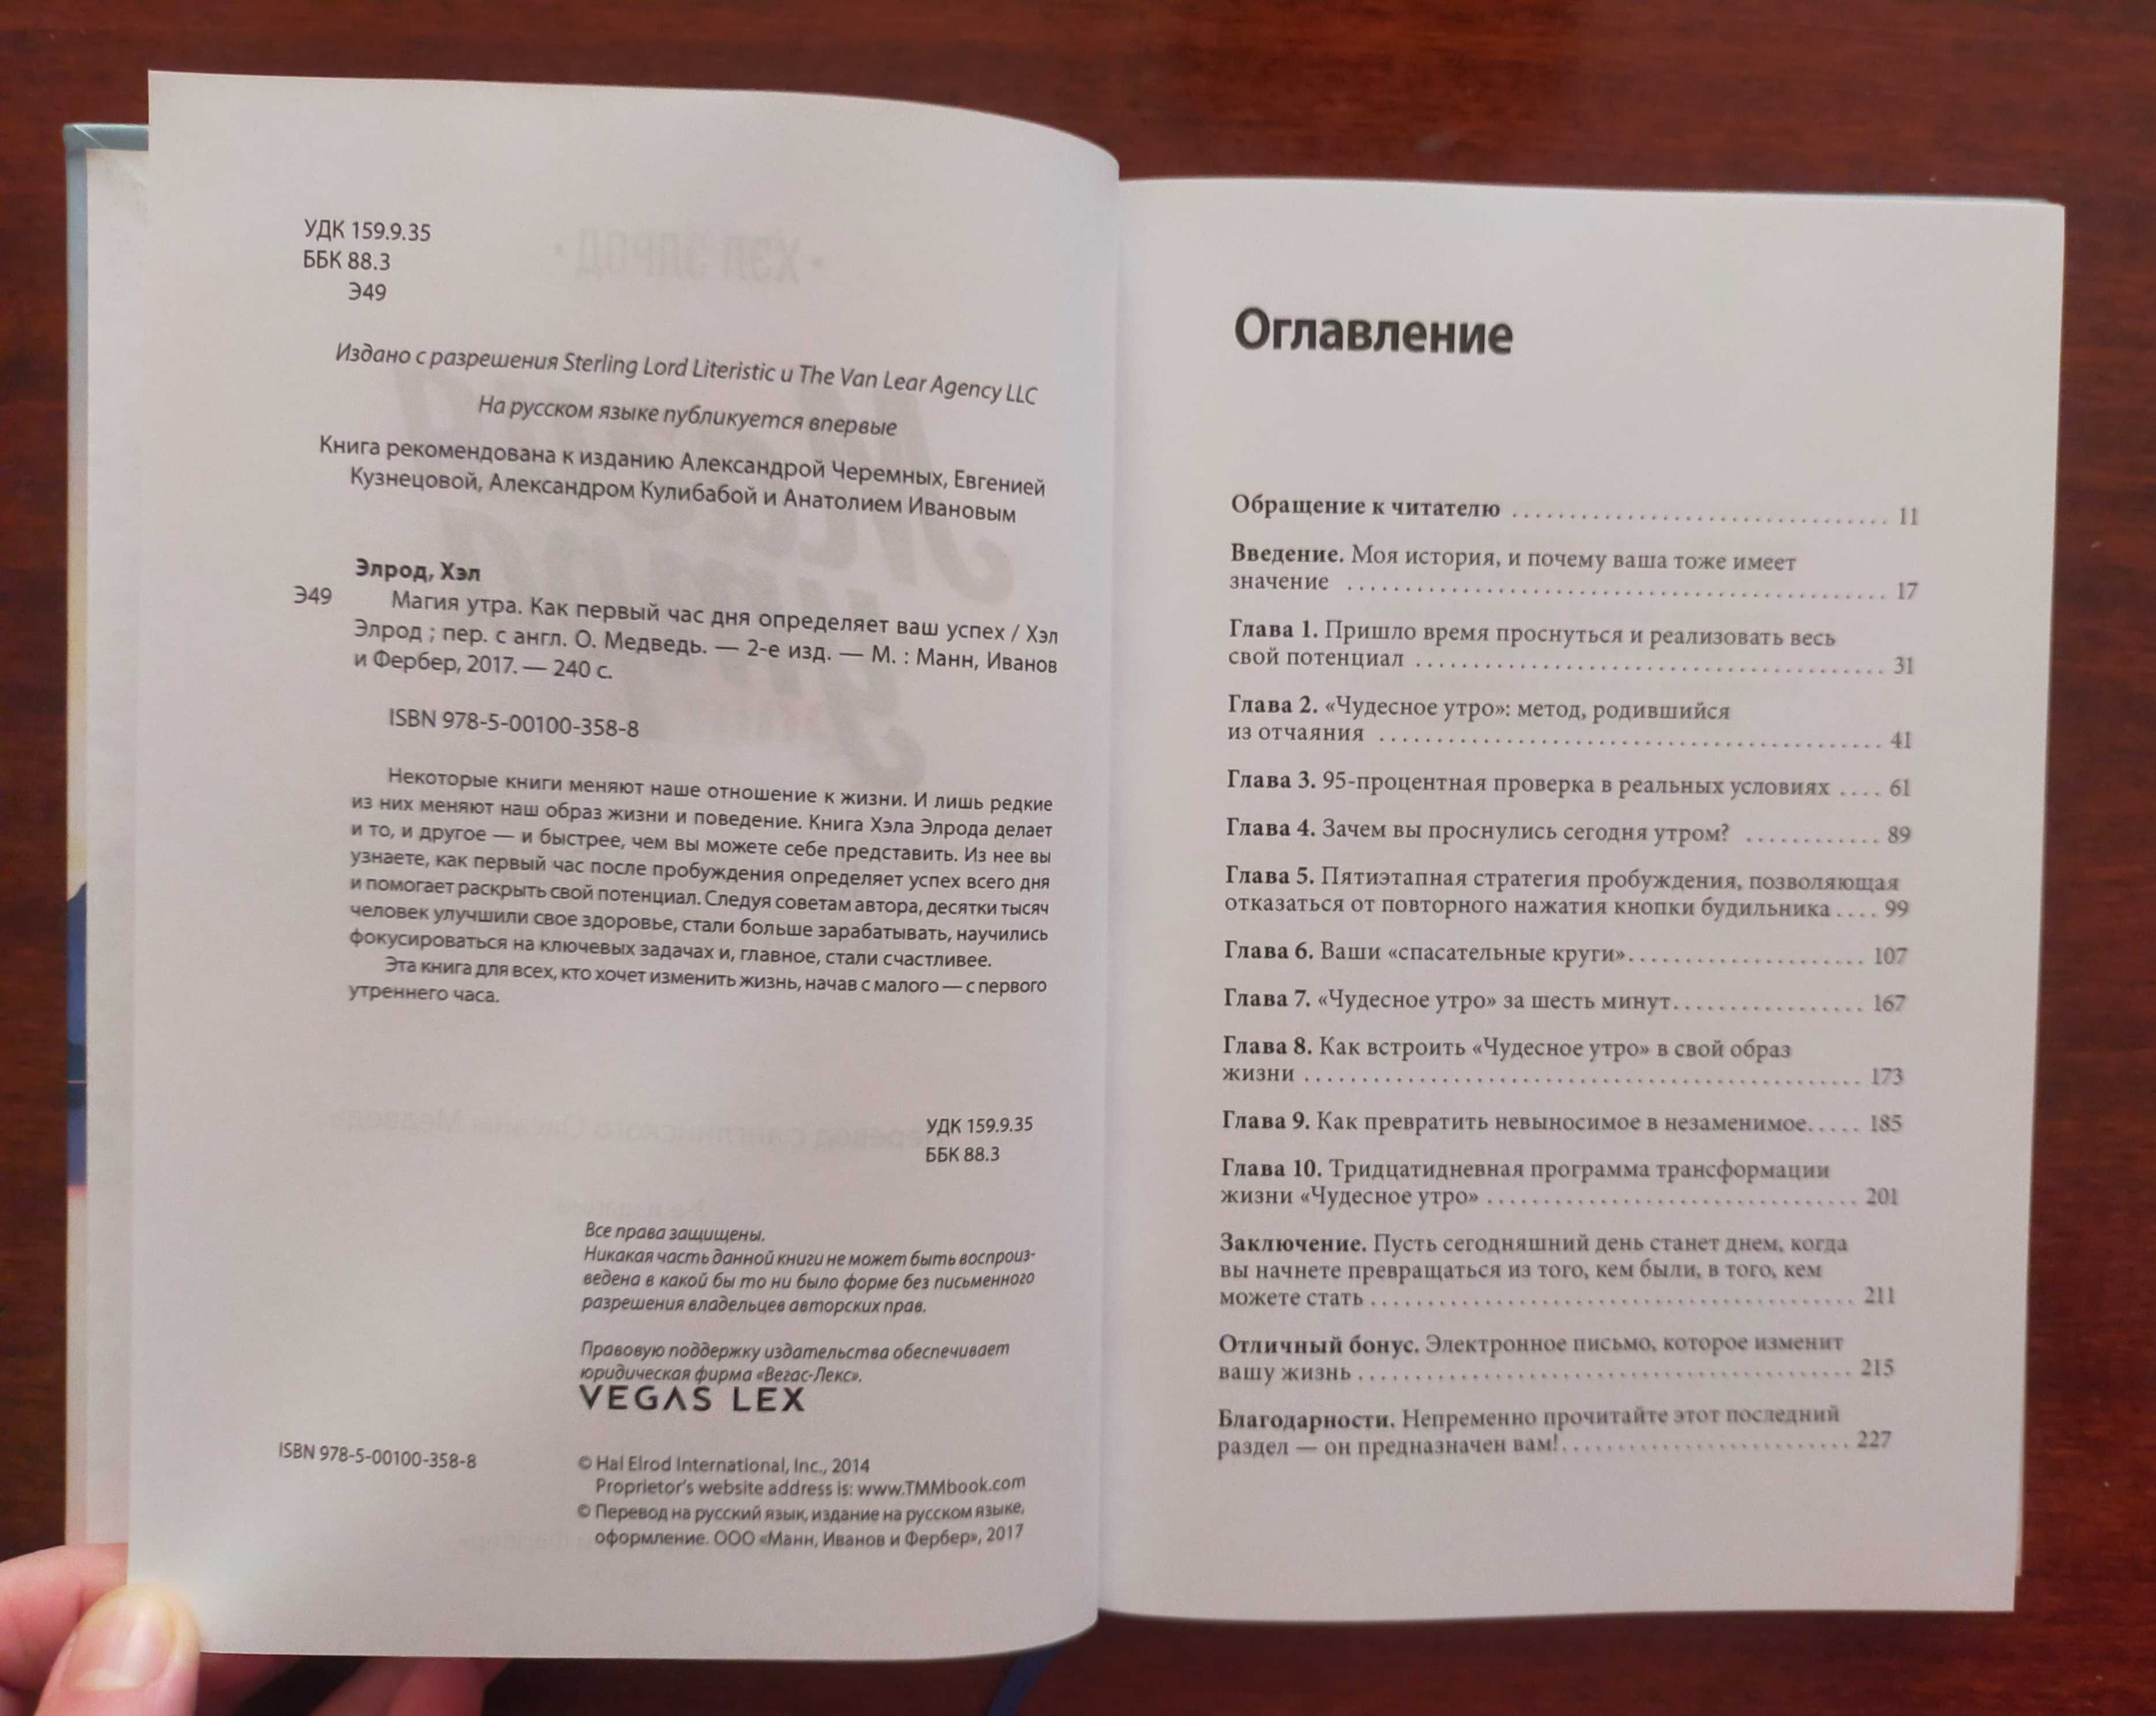 УДК 159.9.35
ББК 88.3
Э49
Издано с разрешения Sterling Lord Literistic и The Van Lear Agency LLC
На русском языке публикуется впервые
Книга рекомендована к изданию Александрой Черемных, Евгенией
Кузнецовой, Александром Кулибабой и Анатолием Ивановым
Элрод, Хэл
Э49 Магия утра. Как первый час дня определяет ваш успех / Хэл
Элрод ; пер. с англ. О. Медведь. — 2-е изд. — М. : Манн, Иванов
и Фербер, 2017. — 240 с.
ISBN 978-5-00100-358-8
Некоторые книги меняют наше отношение к жизни. И лишь редкие
из них меняют наш образ жизни и поведение. Книга Хэла Элрода делает
и то, и другое — и быстрее, чем вы можете себе представить. Из нее вы
узнаете, как первый час после пробуждения определяет успех всего дня
и помогает раскрыть свой потенциал. Следуя советам автора, десятки тысяч
человек улучшили свое здоровье, стали больше зарабатывать, научились
фокусироваться на ключевых задачах и, главное, стали счастливее.
Эта книга для всех, кто хочет изменить жизнь, начав с малого — с первого
утреннего часа.
УДК 159.9.35
ББК 88.3
Все права защищены.
Никакая часть данной книги не может быть воспроиз-
ведена в какой бы то ни было форме без письменного
разрешения владельцев авторских прав.
Правовую поддержку издательства обеспечивает
юридическая фирма «Вегас-Лекс».
VEGAS LEX
ISBN 978-5-00100-358-8
© Hal Elrod International, Inc., 2014
Proprietor's website address is: www.TMMbook.com
© Перевод на русский язык, издание на русском языке,
оформление. ООО «Манн, Иванов и Фербер», 2017
Оглавление
Обращение к читателю ................................ 11
Введение. Моя история, и почему ваша тоже имеет
значение ............................................... 17
Глава 1. Пришло время проснуться и реализовать весь
свой потенциал ........................................ 31
Глава 2. «Чудесное утро»: метод, родившийся
из отчаяния ........................................... 41
Глава 3. 95-процентная проверка в реальных условиях .... 61
Глава 4. Зачем вы проснулись сегодня утром? ............ 89
Глава 5. Пятиэтапная стратегия пробуждения, позволяющая
отказаться от повторного нажатия кнопки будильника .... 99
Глава 6. Ваши «спасательные круги»..................... 107
Глава 7. «Чудесное утро» за шесть минут................. 167
Глава 8. Как встроить «Чудесное утро» в свой образ
жизни ................................................ 173
Глава 9. Как превратить невыносимое в незаменимое..... 185
Глава 10. Тридцатидневная программа трансформации
жизни «Чудесное утро» ................................ 201
Заключение. Пусть сегодняшний день станет днем, когда
вы начнете превращаться из того, кем были, в того, кем
можете стать .......................................... 211
Отличный бонус. Электронное письмо, которое изменит
вашу жизнь ........................................... 215
Благодарности. Непременно прочитайте этот последний
раздел — он предназначен вам!......................... 227